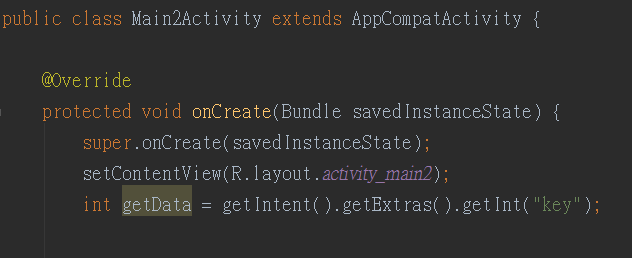 public class Main2Activity extends AppCompatActivity {
@Override
protected void onCreate(Bundle savedInstanceState) {
super.onCreate(savedInstanceState);
setContentView(R.layout.activity_main2);
int getData = getIntent().getExtras().getInt("key");